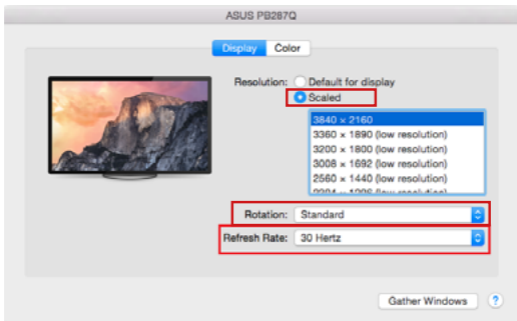 ASUS PB287Q
Display Color
Resolution: Default for display
Scaled
3840 × 2160
3360 × 1890 (low resolution)
3200 × 1800 (low resolution)
3008 × 1692 (low resolution)
2560 × 1440 (low resolution)
Rotation: Standard
Refresh Rate: 30 Hertz
Gather Windows ?